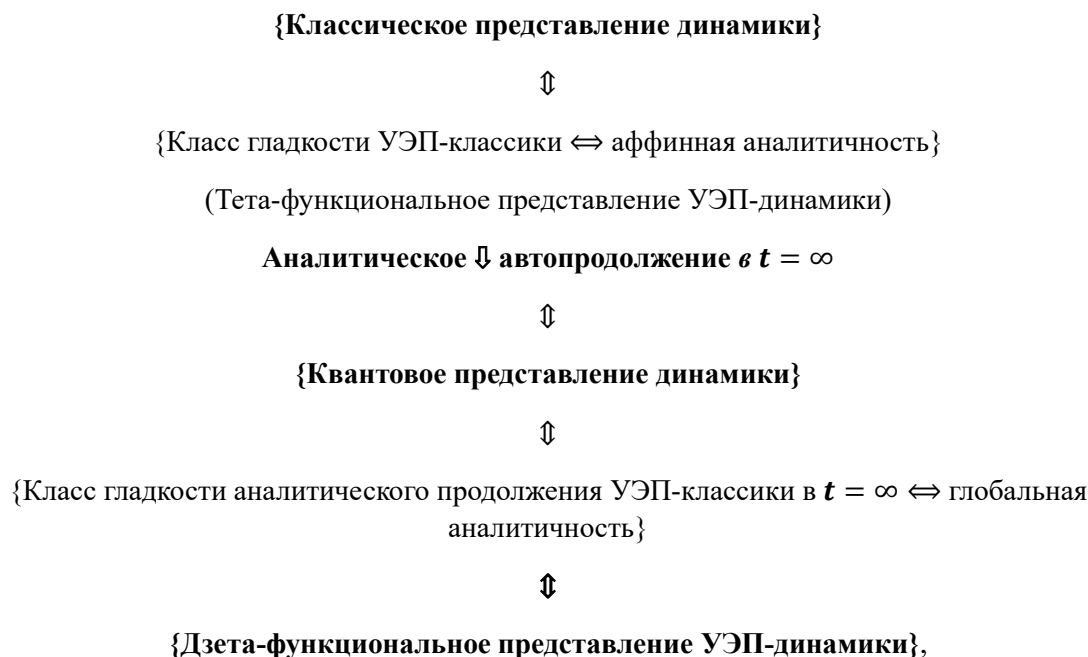 {Классическое представление динамики}
⇕
{Класс гладкости УЭП-классики ⟺ аффинная аналитичность}
(Тета-функциональное представление УЭП-динамики)
Аналитическое ⇩ автопродолжение в t = ∞
⇕
{Квантовое представление динамики}
⇕
{Класс гладкости аналитического продолжения УЭП-классики в t = ∞ ⟺ глобальная
аналитичность}
⇕
{Дзета-функциональное представление УЭП-динамики},